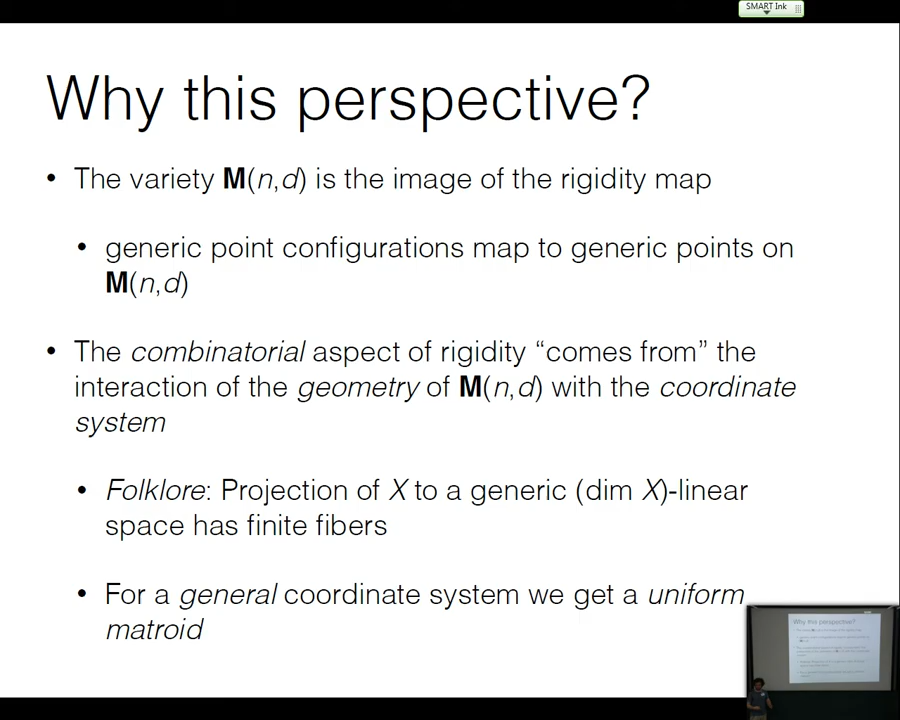 SMART Ink
Why this perspective?
• The variety M(n,d) is the image of the rigidity map
• generic point configurations map to generic points on
M(n,d)
• The combinatorial aspect of rigidity “comes from” the
interaction of the geometry of M(n,d) with the coordinate
system
• Folklore: Projection of X to a generic (dim X)-linear
space has finite fibers
• For a general coordinate system we get a uniform
matroid
Why this perspective?